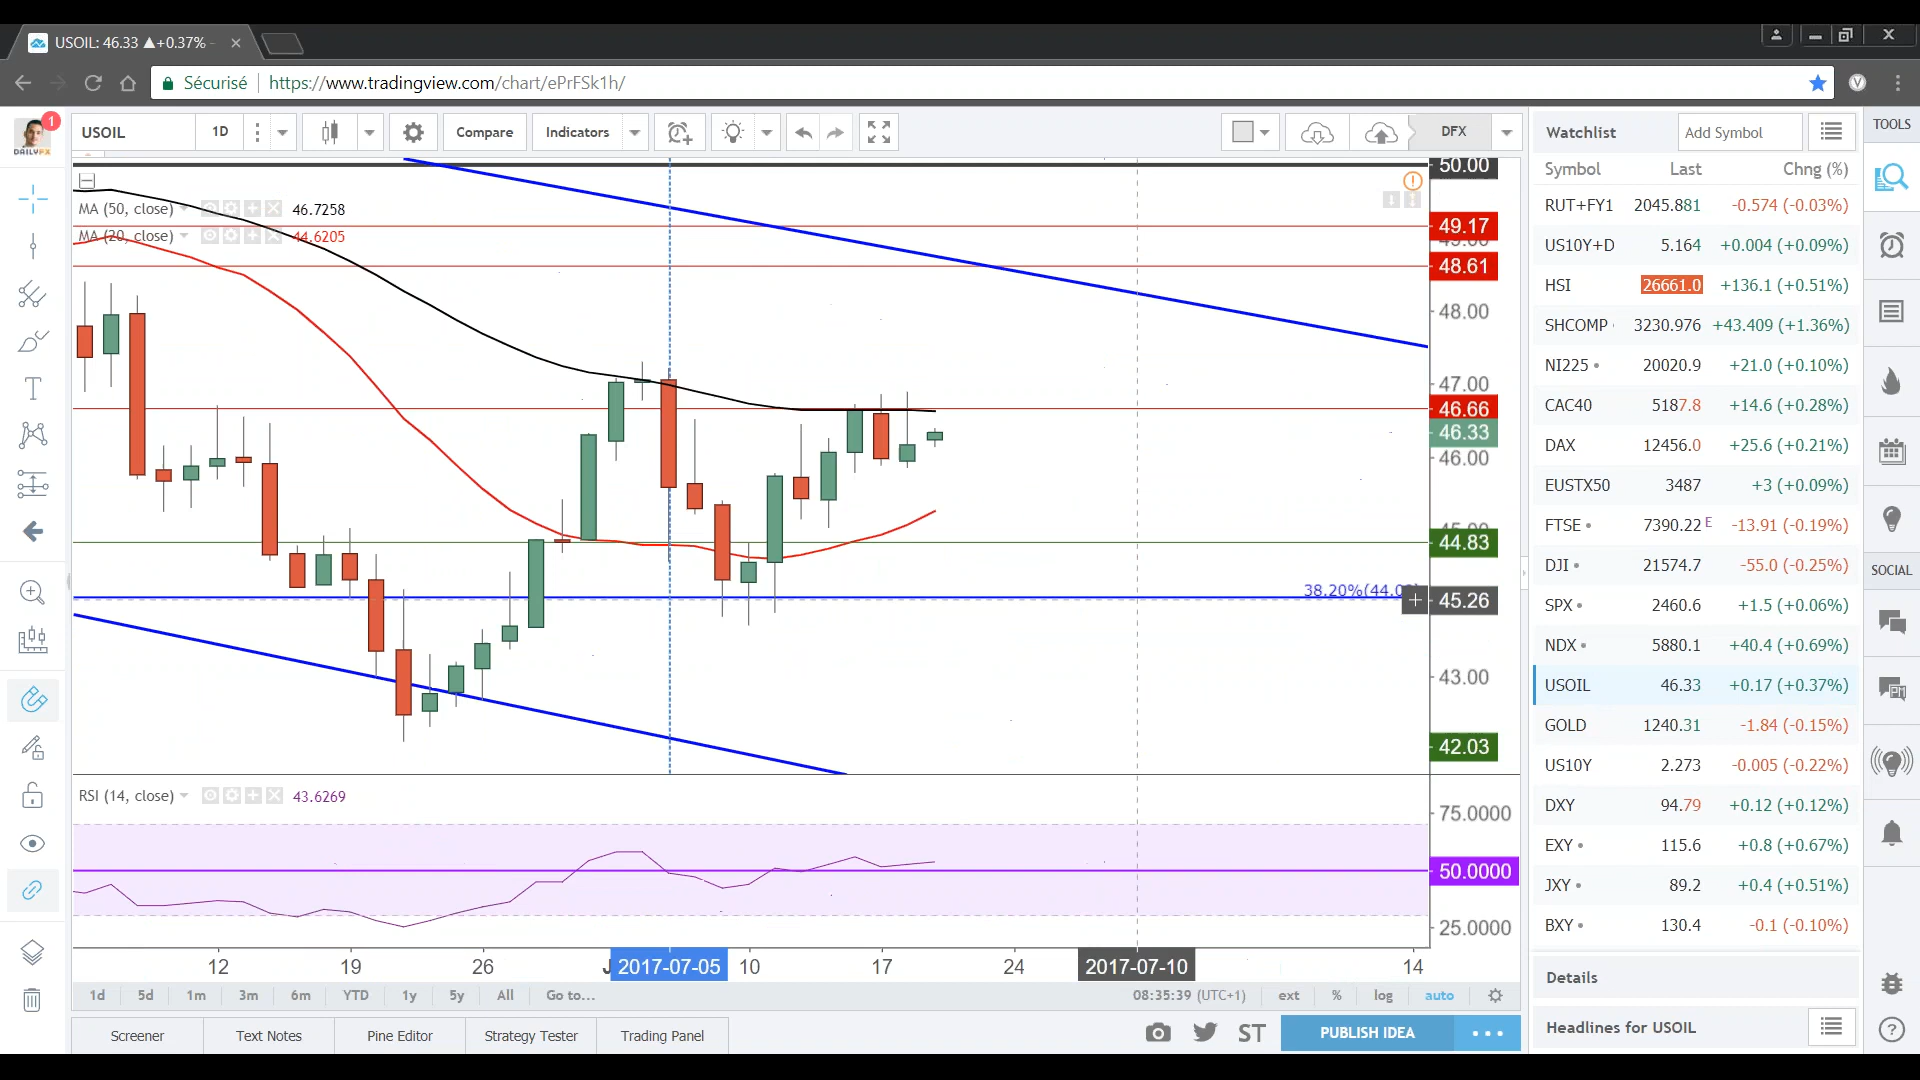 USOIL: 46.33 ▲+0.37% -
Sécurisé https://www.tradingview.com/chart/ePrFSk1h/
1
DAILYFX
USOIL 1D Compare Indicators DFX
Watchlist Add Symbol TOOLS
Symbol Last Chng (%)
RUT+FY1 2045.881 -0.574 (-0.03%)
US10Y+D 5.164 +0.004 (+0.09%)
HSI 26661.0 +136.1 (+0.51%)
SHCOMP 3230.976 +43.409 (+1.36%)
NI225 20020.9 +21.0 (+0.10%)
CAC40 5187.8 +14.6 (+0.28%)
DAX 12456.0 +25.6 (+0.21%)
EUSTX50 3487 +3 (+0.09%)
FTSE 7390.22 E -13.91 (-0.19%)
DJI 21574.7 -55.0 (-0.25%)
SPX 2460.6 +1.5 (+0.06%)
NDX 5880.1 +40.4 (+0.69%)
USOIL 46.33 +0.17 (+0.37%)
GOLD 1240.31 -1.84 (-0.15%)
US10Y 2.273 -0.005 (-0.22%)
DXY 94.79 +0.12 (+0.12%)
EXY 115.6 +0.8 (+0.67%)
JXY 89.2 +0.4 (+0.51%)
BXY 130.4 -0.1 (-0.10%)
SOCIAL
Details
Headlines for USOIL
MA (50, close) 46.7258
MA (20, close) 44.6205
50.00
49.17
48.61
48.00
47.00
46.66
46.33
46.00
44.83
38.20%(44.0
45.26
43.00
42.03
RSI (14, close) 43.6269
75.0000
50.0000
25.0000
12 19 26 2017-07-05 10 17 24 2017-07-10 14
1d 5d 1m 3m 6m YTD 1y 5y All Go to... 08:35:39 (UTC+1) ext % log auto
Screener Text Notes Pine Editor Strategy Tester Trading Panel ST PUBLISH IDEA